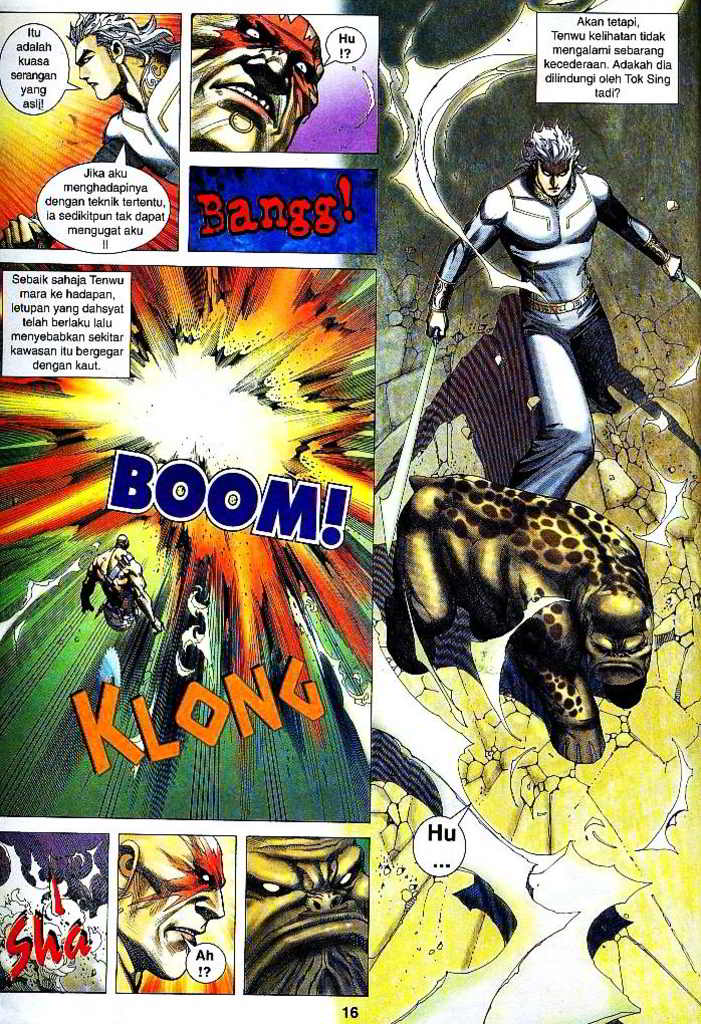 Itu
adalah
kuasa
serangan
yang
asli!
Jika aku
menghadapinya
dengan teknik tertentu,
ia sedikitpun tak dapat
mengugat aku
!!
Hu
!?
Bangg!
Sebaik sahaja Tenwu
mara ke hadapan,
letupan yang dahsyat
telah berlaku lalu
menyebabkan sekitar
kawasan itu bergegar
dengan kaut.
BOOM!
KLONG
Sha
!
Ah
!?
Akan tetapi,
Tenwu kelihatan tidak
mengalami sebarang
kecederaan. Adakah dia
dilindungi oleh Tok Sing
tadi?
Hu
...
16